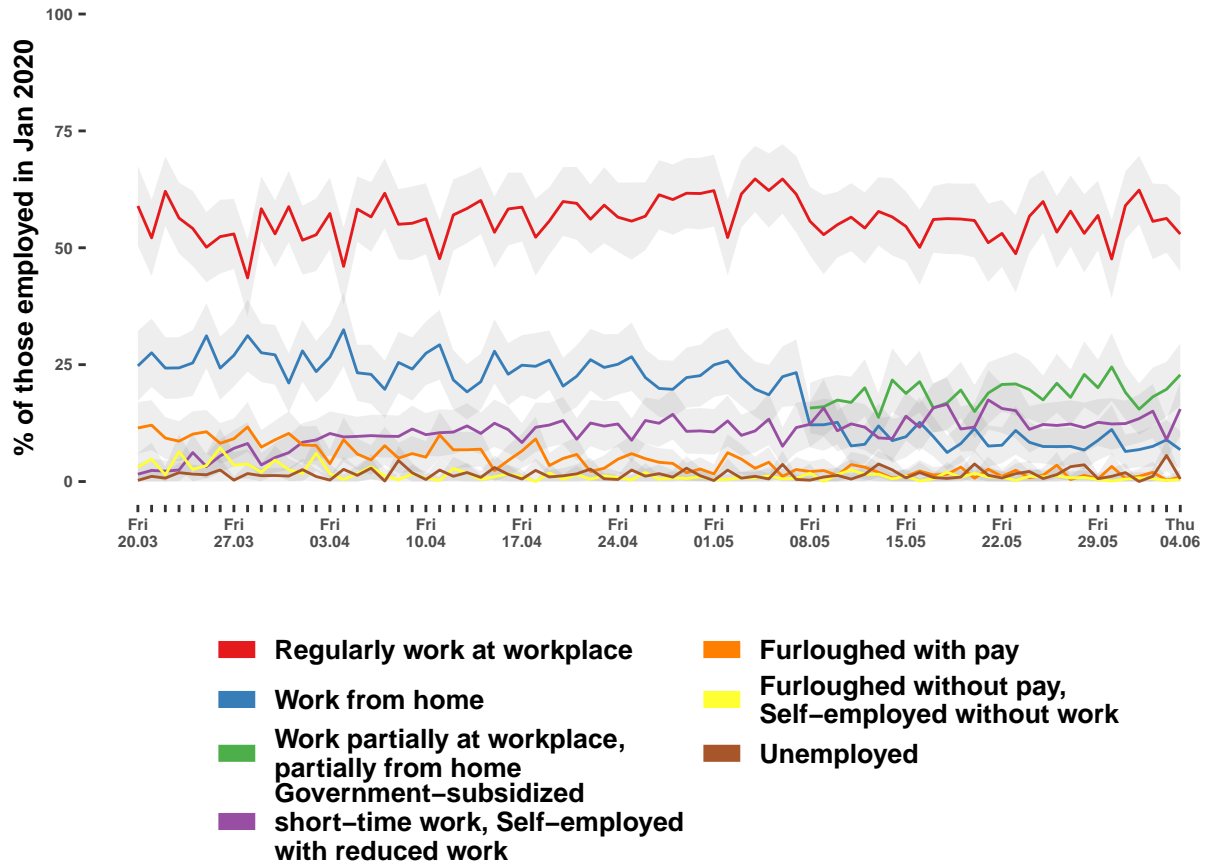 % of those employed in Jan 2020
100
75
50
25
0
Fri
20.03
Fri
27.03
Fri
03.04
Fri
10.04
Fri
17.04
Fri
24.04
Fri
01.05
Fri
08.05
Fri
15.05
Fri
22.05
Fri
29.05
Thu
04.06
Regularly work at workplace
Work from home
Work partially at workplace,
partially from home
Government−subsidized
short−time work, Self−employed
with reduced work
Furloughed with pay
Furloughed without pay,
Self−employed without work
Unemployed